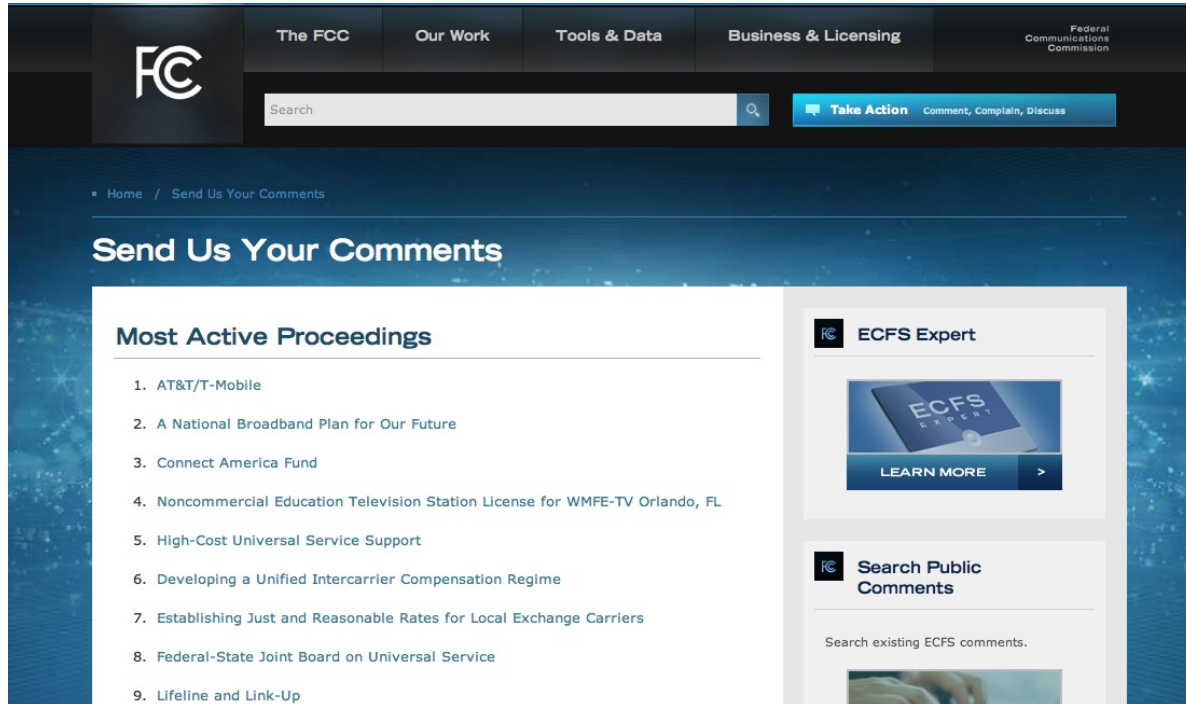 The FCC
Our Work
Tools & Data
Business & Licensing
Federal
Communications
Commission
FCC
Search
Take Action Comment, Complain, Discuss
Home / Send Us Your Comments
Send Us Your Comments
Most Active Proceedings
1. AT&T/T-Mobile
2. A National Broadband Plan for Our Future
3. Connect America Fund
4. Noncommercial Education Television Station License for WMFE-TV Orlando, FL
5. High-Cost Universal Service Support
6. Developing a Unified Intercarrier Compensation Regime
7. Establishing Just and Reasonable Rates for Local Exchange Carriers
8. Federal-State Joint Board on Universal Service
9. Lifeline and Link-Up
FCC
ECFS Expert
ECFS
EXPERT
LEARN MORE >
FCC
Search Public
Comments
Search existing ECFS comments.